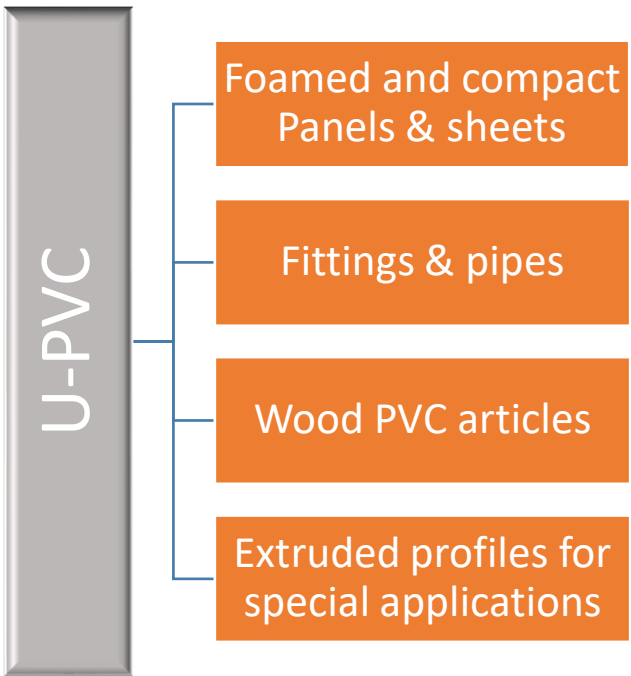 U-PVC
Foamed and compact
Panels & sheets
Fittings & pipes
Wood PVC articles
Extruded profiles for
special applications